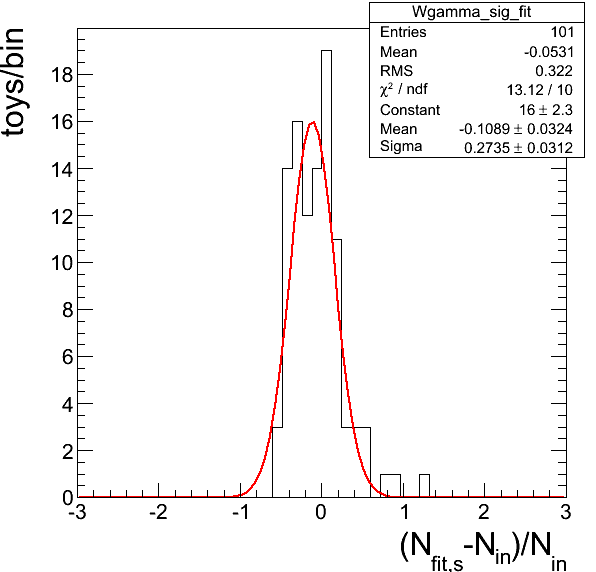 Wgamma_sig_fit
Entries 101
Mean -0.0531
RMS 0.322
χ² / ndf 13.12 / 10
Constant 16 ± 2.3
Mean -0.1089 ± 0.0324
Sigma 0.2735 ± 0.0312
toys/bin
18
16
14
12
10
8
6
4
2
0
-3 -2 -1 0 1 2 3
(N_fit,s-N_in)/N_in